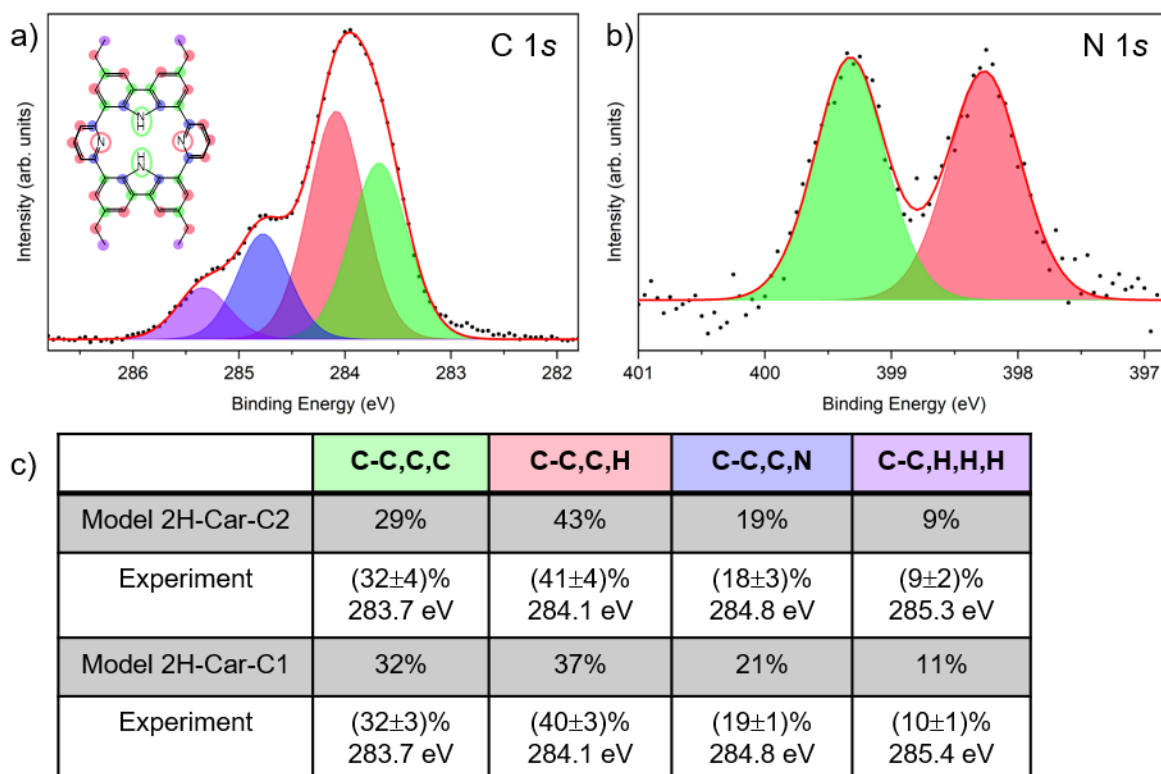 a)
C 1s
N
H
N
N
H
N
Intensity (arb. units)
286
285
284
283
282
Binding Energy (eV)
b)
N 1s
Intensity (arb. units)
401
400
399
398
397
Binding Energy (eV)
c)
C-C,C,C
C-C,C,H
C-C,C,N
C-C,H,H,H
Model 2H-Car-C2
29%
43%
19%
9%
Experiment
(32±4)%
283.7 eV
(41±4)%
284.1 eV
(18±3)%
284.8 eV
(9±2)%
285.3 eV
Model 2H-Car-C1
32%
37%
21%
11%
Experiment
(32±3)%
283.7 eV
(40±3)%
284.1 eV
(19±1)%
284.8 eV
(10±1)%
285.4 eV